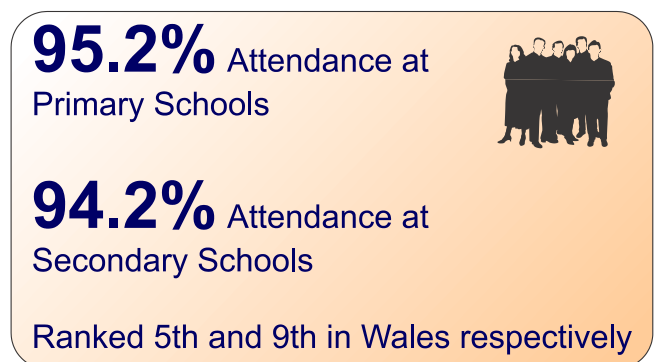 95.2% Attendance at
Primary Schools
94.2% Attendance at
Secondary Schools
Ranked 5th and 9th in Wales respectively